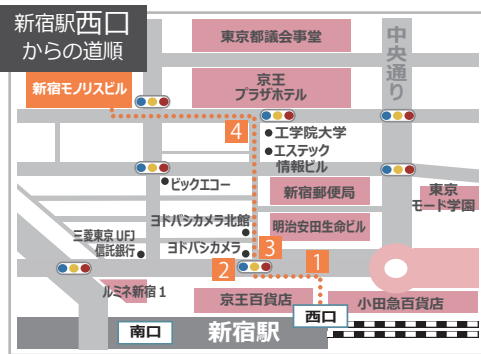 新宿駅西口
からの道順
東京都議会事堂
中央通り
新宿モノリスビル
京王
プラザホテル
4
工学院大学
エステック
情報ビル
ビックエコー
新宿郵便局
東京
モード学園
ヨドバシカメラ北館
明治安田生命ビル
三菱東京UFJ
信託銀行
ヨドバシカメラ
3
2
1
ルミネ新宿1
京王百貨店
小田急百貨店
西口
南口
新宿駅